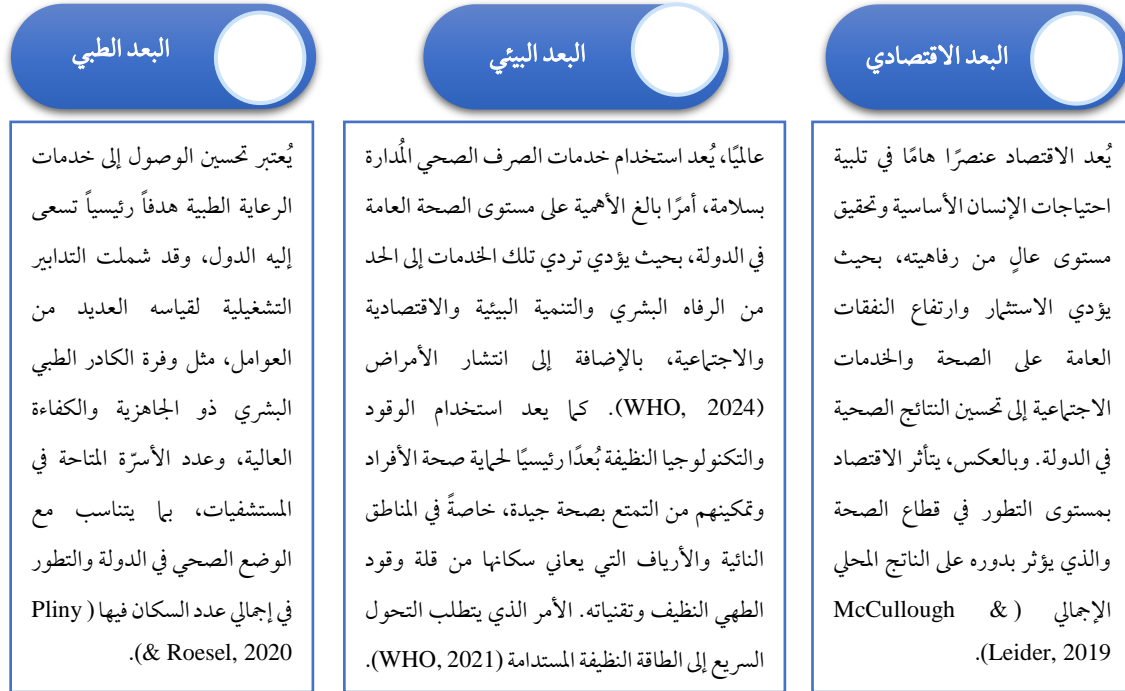 البعد الاقتصادي
يُعد الاقتصاد عنصرًا هامًا في تلبية
احتياجات الإنسان الأساسية وتحقيق
مستوى عالٍ من رفاهيته، بحيث
يؤدي الاستثمار وارتفاع النفقات
العامة على الصحة والخدمات
الاجتماعية إلى تحسين النتائج الصحية
في الدولة. وبالعكس، يتأثر الاقتصاد
بمستوى التطور في قطاع الصحة
والذي يؤثر بدوره على الناتج المحلي
الإجمالي (McCullough &
Leider, 2019).
البعد البيئي
عالميًا، يُعد استخدام خدمات الصرف الصحي المُدارة
بسلامة، أمرًا بالغ الأهمية على مستوى الصحة العامة
في الدولة، بحيث يؤدي تردي تلك الخدمات إلى الحد
من الرفاه البشري والتنمية البيئية والاقتصادية
والاجتماعية، بالإضافة إلى انتشار الأمراض
(WHO, 2024). كما يعد استخدام الوقود
والتكنولوجيا النظيفة بُعدًا رئيسيًا لحماية صحة الأفراد
وتمكينهم من التمتع بصحة جيدة، خاصةً في المناطق
النائية والأرياف التي يعاني سكانها من قلة وقود
الطهي النظيف وتقنياته. الأمر الذي يتطلب التحول
السريع إلى الطاقة النظيفة المستدامة (WHO, 2021).
البعد الطبي
يُعتبر تحسين الوصول إلى خدمات
الرعاية الطبية هدفاً رئيسياً تسعى
إليه الدول، وقد شملت التدابير
التشغيلية لقياسه العديد من
العوامل، مثل وفرة الكادر الطبي
البشري ذو الجاهزية والكفاءة
العالية، وعدد الأسرّة المتاحة في
المستشفيات، بما يتناسب مع
الوضع الصحي في الدولة والتطور
في إجمالي عدد السكان فيها (Pliny
& Roesel, 2020).